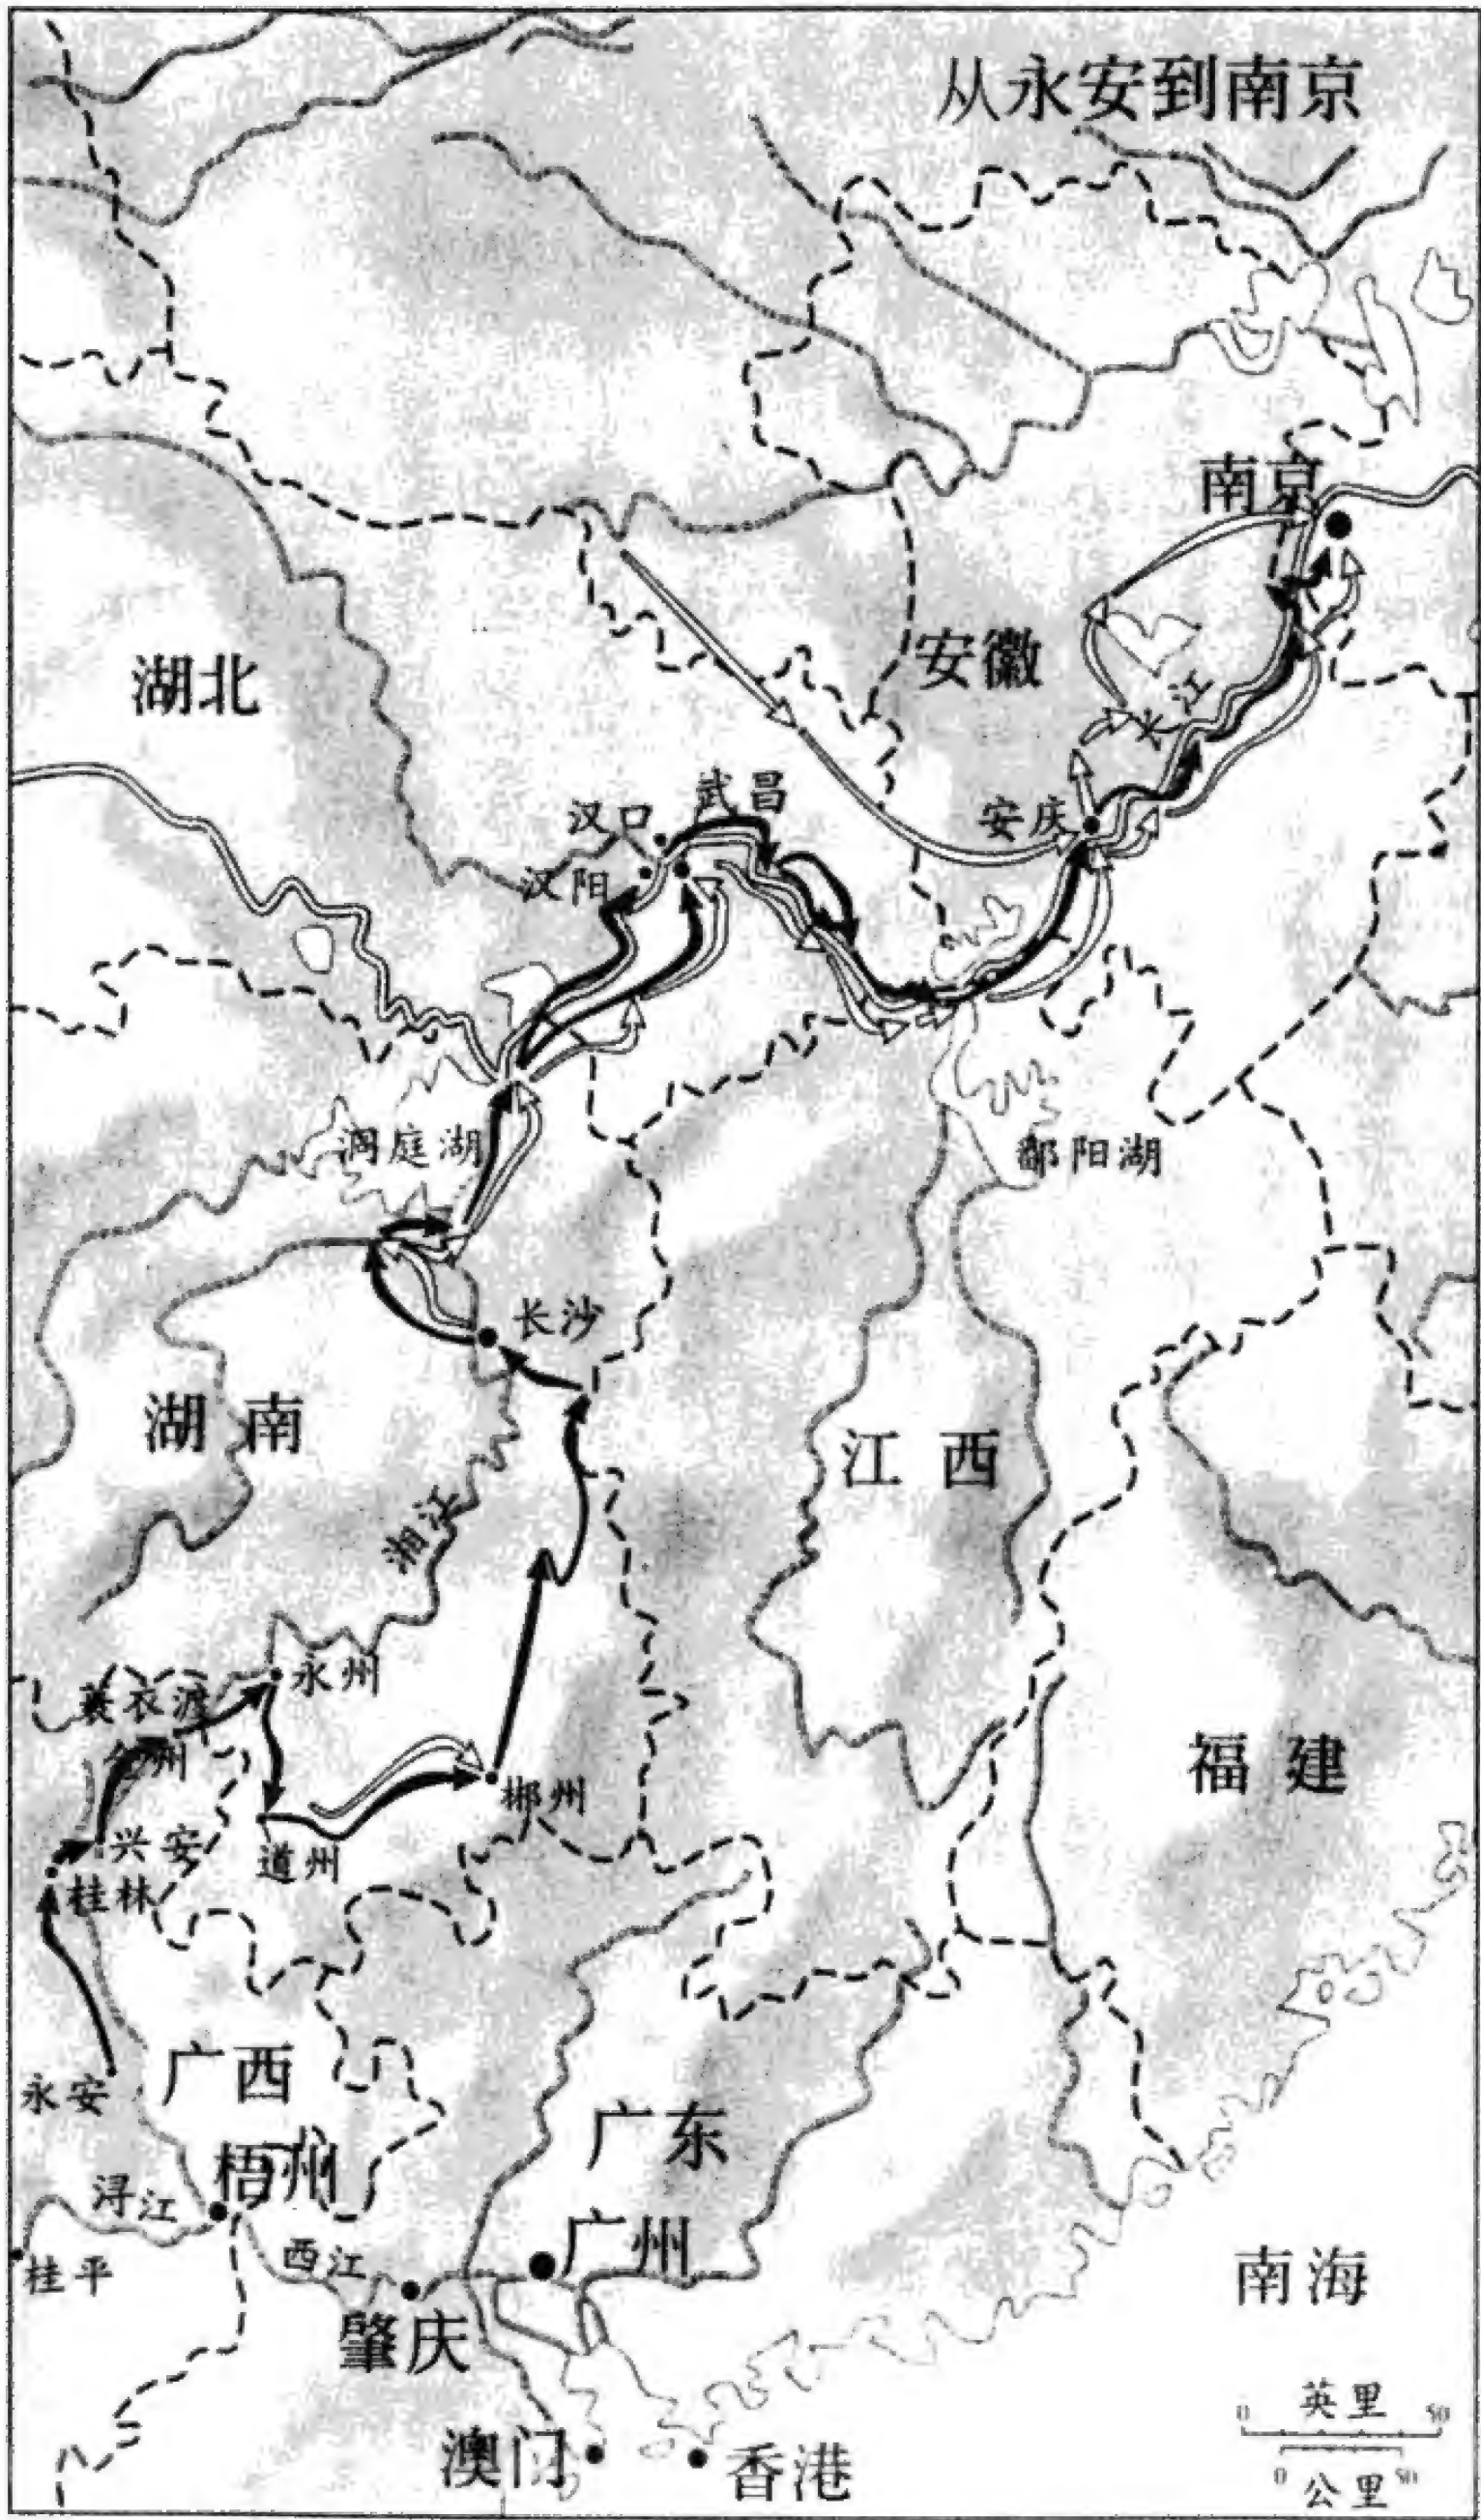 从永安到南京
南京
湖北
安徽
长江
武昌
汉口
安庆
汉阳
洞庭湖
鄱阳湖
长沙
湖南
江西
湘江
永州
蓑衣渡
全州
福建
郴州
兴安
道州
桂林
广西
永安
广东
梧州
浔江
广州
西江
桂平
南海
肇庆
英里
0 50
澳门
香港
0 50
公里